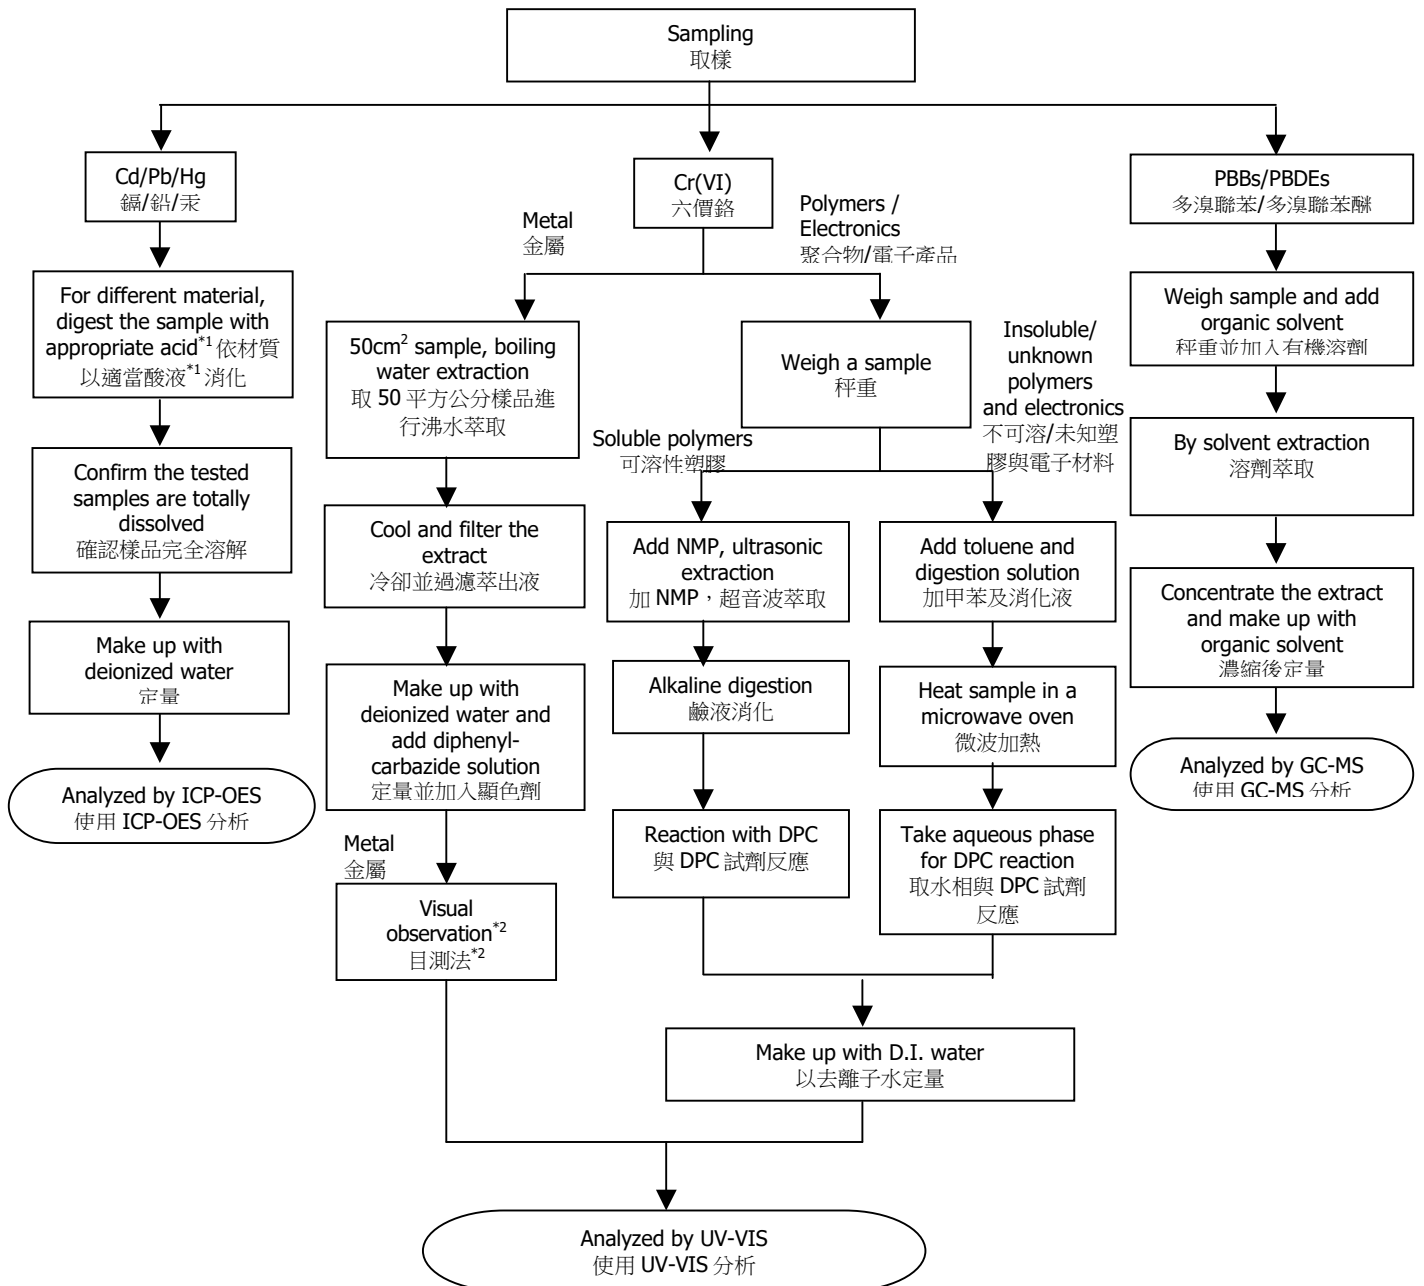 Sampling
取樣
Cd/Pb/Hg
鎘/鉛/汞
For different material,
digest the sample with
appropriate acid*1 依材質
以適當酸液*1 消化
Confirm the tested
samples are totally
dissolved
確認樣品完全溶解
Make up with
deionized water
定量
Analyzed by ICP-OES
使用 ICP-OES 分析
Cr(VI)
六價鉻
Metal
金屬
Polymers /
Electronics
聚合物/電子產品
50cm2 sample, boiling
water extraction
取 50 平方公分樣品進
行沸水萃取
Cool and filter the
extract
冷卻並過濾萃出液
Make up with
deionized water and
add diphenyl-
carbazide solution
定量並加入顯色劑
Metal
金屬
Visual
observation*2
目測法*2
Weigh a sample
秤重
Soluble polymers
可溶性塑膠
Insoluble/
unknown
polymers
and electronics
不可溶/未知塑
膠與電子材料
Add NMP, ultrasonic
extraction
加 NMP，超音波萃取
Alkaline digestion
鹼液消化
Reaction with DPC
與 DPC 試劑反應
Add toluene and
digestion solution
加甲苯及消化液
Heat sample in a
microwave oven
微波加熱
Take aqueous phase
for DPC reaction
取水相與 DPC 試劑
反應
Make up with D.I. water
以去離子水定量
Analyzed by UV-VIS
使用 UV-VIS 分析
PBBs/PBDEs
多溴聯苯/多溴聯苯醚
Weigh sample and add
organic solvent
秤重並加入有機溶劑
By solvent extraction
溶劑萃取
Concentrate the extract
and make up with
organic solvent
濃縮後定量
Analyzed by GC-MS
使用 GC-MS 分析